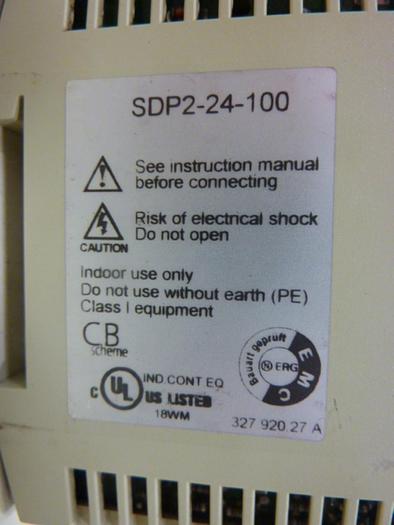 SDP2-24-100
See instruction manual
before connecting
Risk of electrical shock
Do not open
CAUTION
Indoor use only
Do not use without earth (PE)
Class I equipment
CB
scheme
Bauart geprüft
EMC
N ERG
C UL US LISTED
IND.CONT EQ
18WM
327 920.27 A